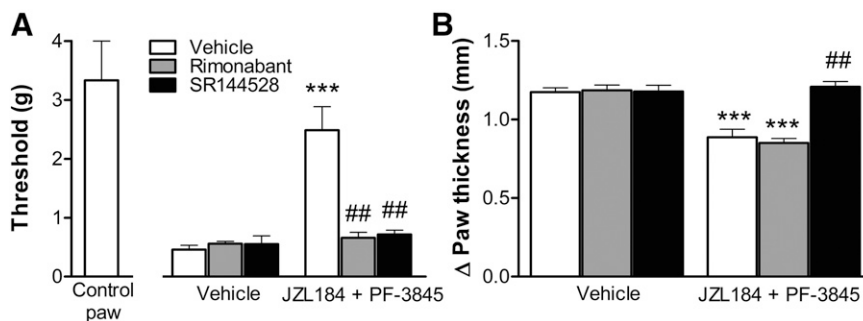 A
Threshold (g)
4
3
2
1
0
Vehicle
Rimonabant
SR144528
***
##
##
Control
paw
Vehicle
JZL184 + PF-3845
B
Δ Paw thickness (mm)
1.5
1.0
0.5
0.0
***
***
##
Vehicle
JZL184 + PF-3845